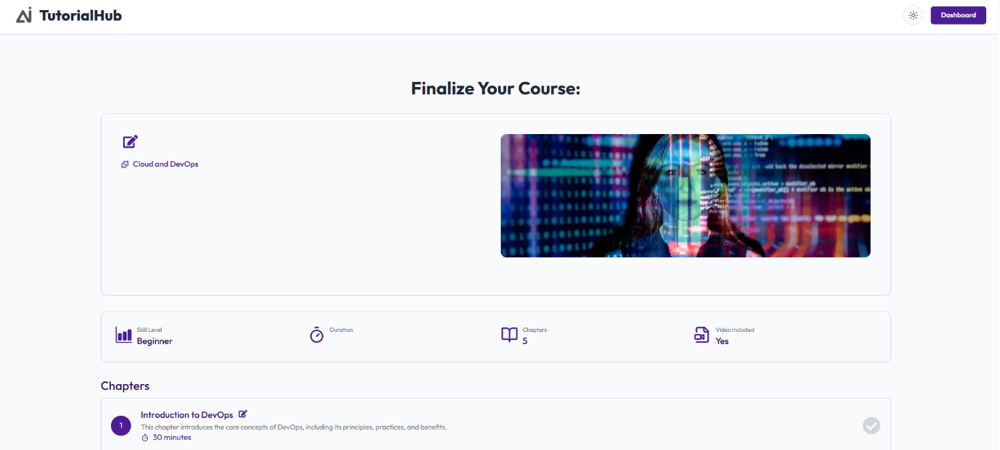 Ai TutorialHub
Dashboard
Finalize Your Course:
Cloud and DevOps
Skill Level
Beginner
Duration
Chapters
5
Video Included
Yes
Chapters
1
Introduction to DevOps
This chapter introduces the core concepts of DevOps, including its principles, practices, and benefits.
30 minutes